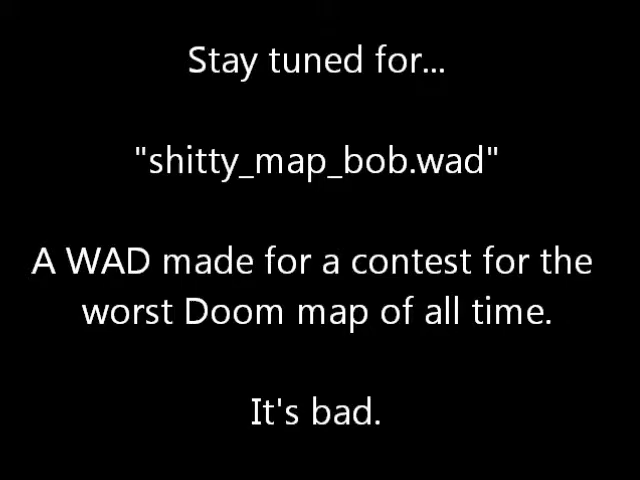 Stay tuned for...
"shitty_map_bob.wad"
A WAD made for a contest for the
worst Doom map of all time.
It's bad.